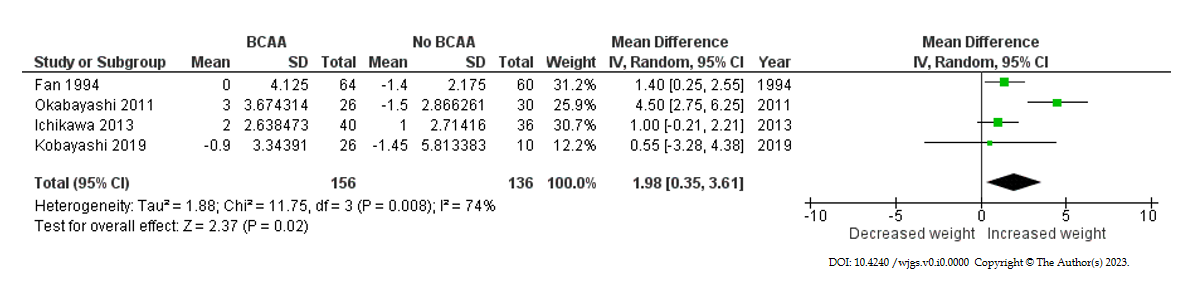 BCAA No BCAA Mean Difference Mean Difference
Study or Subgroup Mean SD Total Mean SD Total Weight IV, Random, 95% CI Year IV, Random, 95% CI
Fan 1994 0 4.125 64 -1.4 2.175 60 31.2% 1.40 [0.25, 2.55] 1994
Okabayashi 2011 3 3.674314 26 -1.5 2.866261 30 25.9% 4.50 [2.75, 6.25] 2011
Ichikawa 2013 2 2.638473 40 1 2.71416 36 30.7% 1.00 [-0.21, 2.21] 2013
Kobayashi 2019 -0.9 3.34391 26 -1.45 5.813383 10 12.2% 0.55 [-3.28, 4.38] 2019
Total (95% CI) 156 136 100.0% 1.98 [0.35, 3.61]
Heterogeneity: Tau² = 1.88; Chi² = 11.75, df = 3 (P = 0.008); I² = 74%
Test for overall effect: Z = 2.37 (P = 0.02)
-10 -5 0 5 10
Decreased weight Increased weight
DOI: 10.4240 /wjgs.v0.i0.0000 Copyright © The Author(s) 2023.